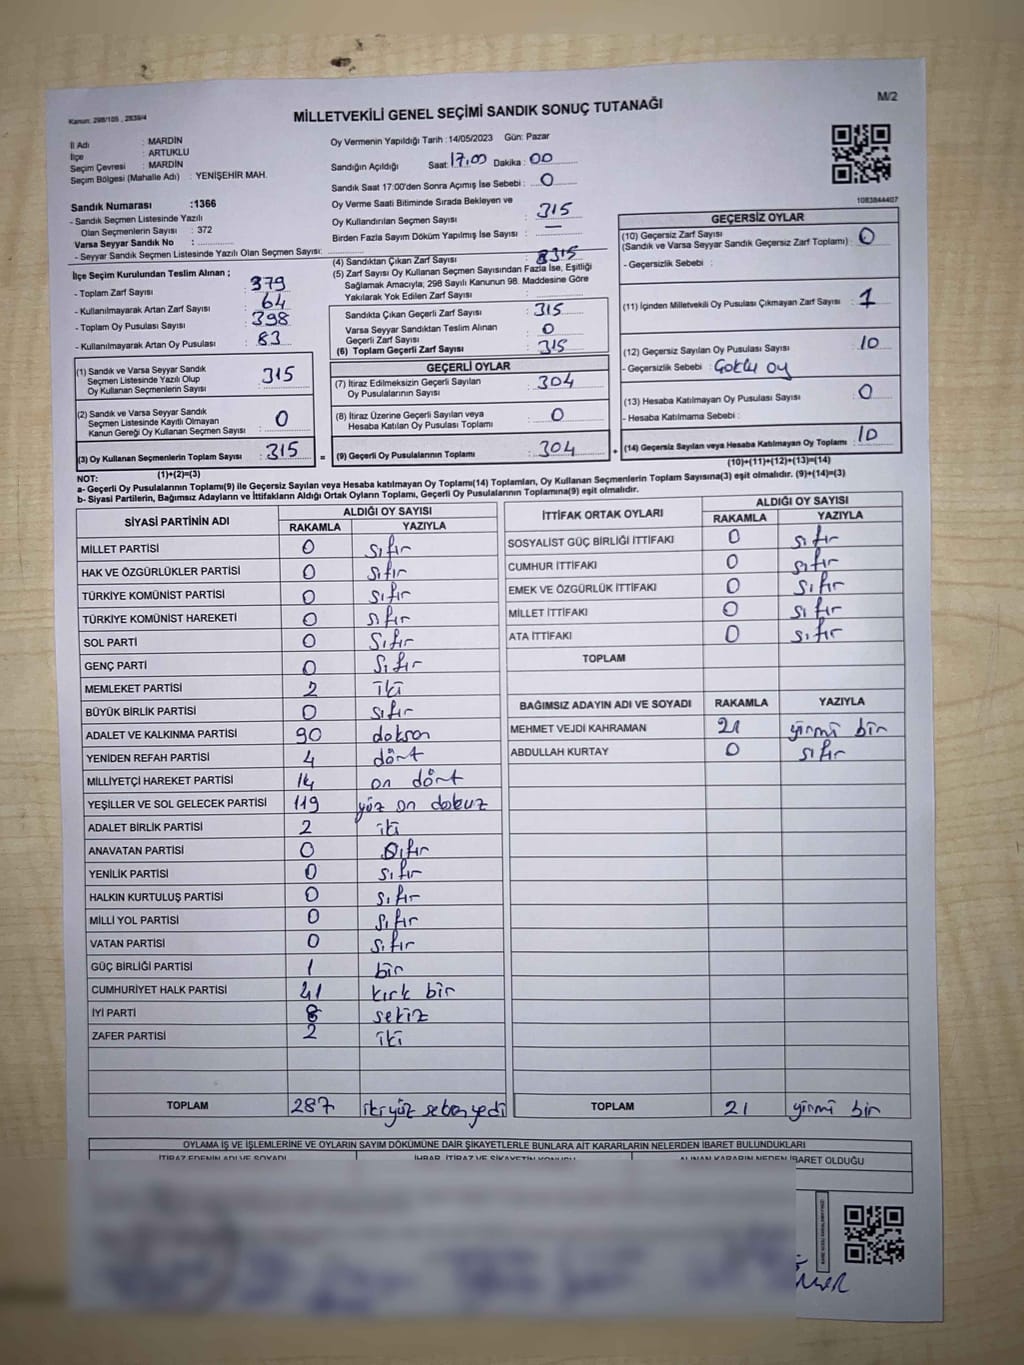 Kanun: 298/105 , 2839/4
MİLLETVEKİLİ GENEL SEÇİMİ SANDIK SONUÇ TUTANAĞI
M/2
İl Adı : MARDİN
İlçe : ARTUKLU
Seçim Çevresi : MARDİN
Seçim Bölgesi (Mahalle Adı) : YENİŞEHİR MAH.
Sandık Numarası :1366
- Sandık Seçmen Listesinde Yazılı
Olan Seçmenlerin Sayısı : 372
Varsa Seyyar Sandık No :
- Seyyar Sandık Seçmen Listesinde Yazılı Olan Seçmen Sayısı:
Oy Vermenin Yapıldığı Tarih :14/05/2023 Gün: Pazar
Sandığın Açıldığı Saat: 17,00 Dakika : 00
Sandık Saat 17:00'den Sonra Açımış İse Sebebi : 0
Oy Verme Saati Bitiminde Sırada Bekleyen ve
Oy Kullandırılan Seçmen Sayısı : 315
Birden Fazla Sayım Döküm Yapılmış İse Sayısı : —
1083844407
İlçe Seçim Kurulundan Teslim Alınan ;
- Toplam Zarf Sayısı : 379
- Kullanılmayarak Artan Zarf Sayısı : 64
- Toplam Oy Pusulası Sayısı : 398
- Kullanılmayarak Artan Oy Pusulası : 83
(1) Sandık ve Varsa Seyyar Sandık
Seçmen Listesinde Yazılı Olup
Oy Kullanan Seçmenlerin Sayısı : 315
(2) Sandık ve Varsa Seyyar Sandık
Seçmen Listesinde Kayıtlı Olmayan
Kanun Gereği Oy Kullanan Seçmen Sayısı : 0
(3) Oy Kullanan Seçmenlerin Toplam Sayısı : 315
(1)+(2)=(3)
(4) Sandıktan Çıkan Zarf Sayısı : 315
(5) Zarf Sayısı Oy Kullanan Seçmen Sayısından Fazla İse, Eşitliği
Sağlamak Amacıyla; 298 Sayılı Kanunun 98. Maddesine Göre
Yakılarak Yok Edilen Zarf Sayısı :
Sandıkta Çıkan Geçerli Zarf Sayısı : 315
Varsa Seyyar Sandıktan Teslim Alınan
Geçerli Zarf Sayısı : 0
(6) Toplam Geçerli Zarf Sayısı : 315
GEÇERLİ OYLAR
(7) İtiraz Edilmeksizin Geçerli Sayılan
Oy Pusulalarının Sayısı : 304
(8) İtiraz Üzerine Geçerli Sayılan veya
Hesaba Katılan Oy Pusulası Toplamı : 0
= (9) Geçerli Oy Pusulalarının Toplamı : 304 +
GEÇERSİZ OYLAR
(10) Geçersiz Zarf Sayısı
(Sandık ve Varsa Seyyar Sandık Geçersiz Zarf Toplamı) : 0
- Geçersizlik Sebebi :
(11) İçinden Milletvekili Oy Pusulası Çıkmayan Zarf Sayısı : 1
(12) Geçersiz Sayılan Oy Pusulası Sayısı : 10
- Geçersizlik Sebebi : Çoklu oy
(13) Hesaba Katılmayan Oy Pusulası Sayısı : 0
- Hesaba Katılmama Sebebi :
(14) Geçersiz Sayılan veya Hesaba Katılmayan Oy Toplamı : 10
(10)+(11)+(12)+(13)=(14)
NOT:
a- Geçerli Oy Pusulalarının Toplamı(9) ile Geçersiz Sayılan veya Hesaba katılmayan Oy Toplamı(14) Toplamları, Oy Kullanan Seçmenlerin Toplam Sayısına(3) eşit olmalıdır. (9)+(14)=(3)
b- Siyasi Partilerin, Bağımsız Adayların ve İttifakların Aldığı Ortak Oyların Toplamı, Geçerli Oy Pusulalarının Toplamına(9) eşit olmalıdır.
SİYASİ PARTİNİN ADI ALDIĞI OY SAYISI
RAKAMLA YAZIYLA
MİLLET PARTİSİ 0 sıfır
HAK VE ÖZGÜRLÜKLER PARTİSİ 0 sıfır
TÜRKİYE KOMÜNİST PARTİSİ 0 sıfır
TÜRKİYE KOMÜNİST HAREKETİ 0 sıfır
SOL PARTİ 0 sıfır
GENÇ PARTİ 0 sıfır
MEMLEKET PARTİSİ 2 iki
BÜYÜK BİRLİK PARTİSİ 0 sıfır
ADALET VE KALKINMA PARTİSİ 90 doksan
YENİDEN REFAH PARTİSİ 4 dört
MİLLİYETÇİ HAREKET PARTİSİ 14 on dört
YEŞİLLER VE SOL GELECEK PARTİSİ 119 yüz on dokuz
ADALET BİRLİK PARTİSİ 2 iki
ANAVATAN PARTİSİ 0 sıfır
YENİLİK PARTİSİ 0 sıfır
HALKIN KURTULUŞ PARTİSİ 0 sıfır
MİLLİ YOL PARTİSİ 0 sıfır
VATAN PARTİSİ 0 sıfır
GÜÇ BİRLİĞİ PARTİSİ 1 bir
CUMHURİYET HALK PARTİSİ 41 kırk bir
İYİ PARTİ 8 sekiz
ZAFER PARTİSİ 2 iki
TOPLAM 287 ikiyüz seksenyedi
İTTİFAK ORTAK OYLARI ALDIĞI OY SAYISI
RAKAMLA YAZIYLA
SOSYALİST GÜÇ BİRLİĞİ İTTİFAKI 0 sıfır
CUMHUR İTTİFAKI 0 sıfır
EMEK VE ÖZGÜRLÜK İTTİFAKI 0 sıfır
MİLLET İTTİFAKI 0 sıfır
ATA İTTİFAKI 0 sıfır
TOPLAM
BAĞIMSIZ ADAYIN ADI VE SOYADI RAKAMLA YAZIYLA
MEHMET VEJDİ KAHRAMAN 21 yirmi bir
ABDULLAH KURTAY 0 sıfır
TOPLAM 21 yirmi bir
OYLAMA İŞ VE İŞLEMLERİNE VE OYLARIN SAYIM DÖKÜMÜNE DAİR ŞİKAYETLERLE BUNLARA AİT KARARLARIN NELERDEN İBARET BULUNDUKLARI
İTİRAZ EDENİN ADI VE SOYADI İHBAR, İTİRAZ VE ŞİKAYETİN KONUSU ALINAN KARARIN NEDEN İBARET OLDUĞU